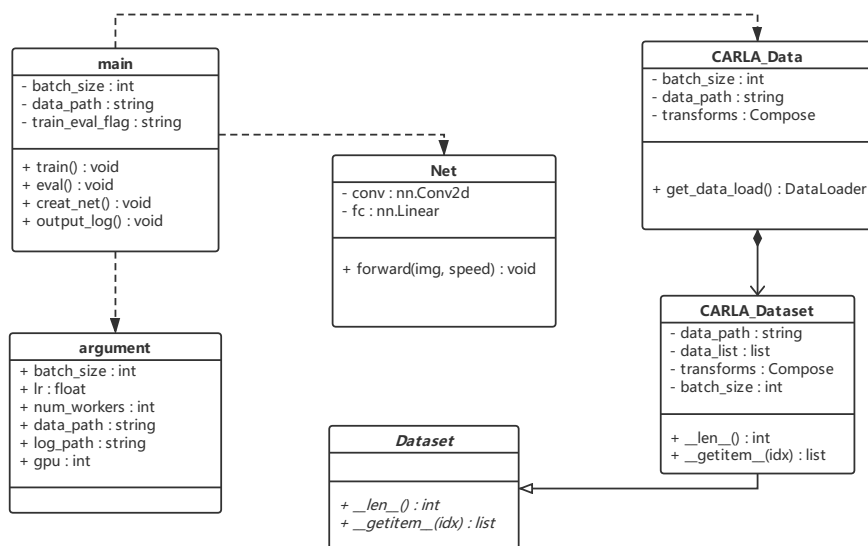 main
- batch_size : int
- data_path : string
- train_eval_flag : string
+ train() : void
+ eval() : void
+ creat_net() : void
+ output_log() : void
CARLA_Data
- batch_size : int
- data_path : string
- transforms : Compose
+ get_data_load() : DataLoader
Net
- conv : nn.Conv2d
- fc : nn.Linear
+ forward(img, speed) : void
argument
+ batch_size : int
+ lr : float
+ num_workers : int
+ data_path : string
+ log_path : string
+ gpu : int
CARLA_Dataset
- data_path : string
- data_list : list
- transforms : Compose
- batch_size : int
+ __len__() : int
+ __getitem__(idx) : list
Dataset
+ __len__() : int
+ __getitem__(idx) : list